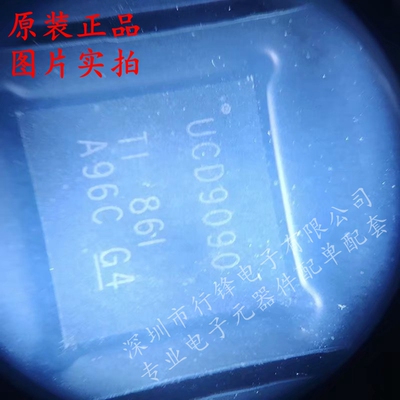 原装正品
图片实拍
UCD9090
TI 86I
A96C G4
深圳市行锋电子有限公司
专业电子元器件配单配套